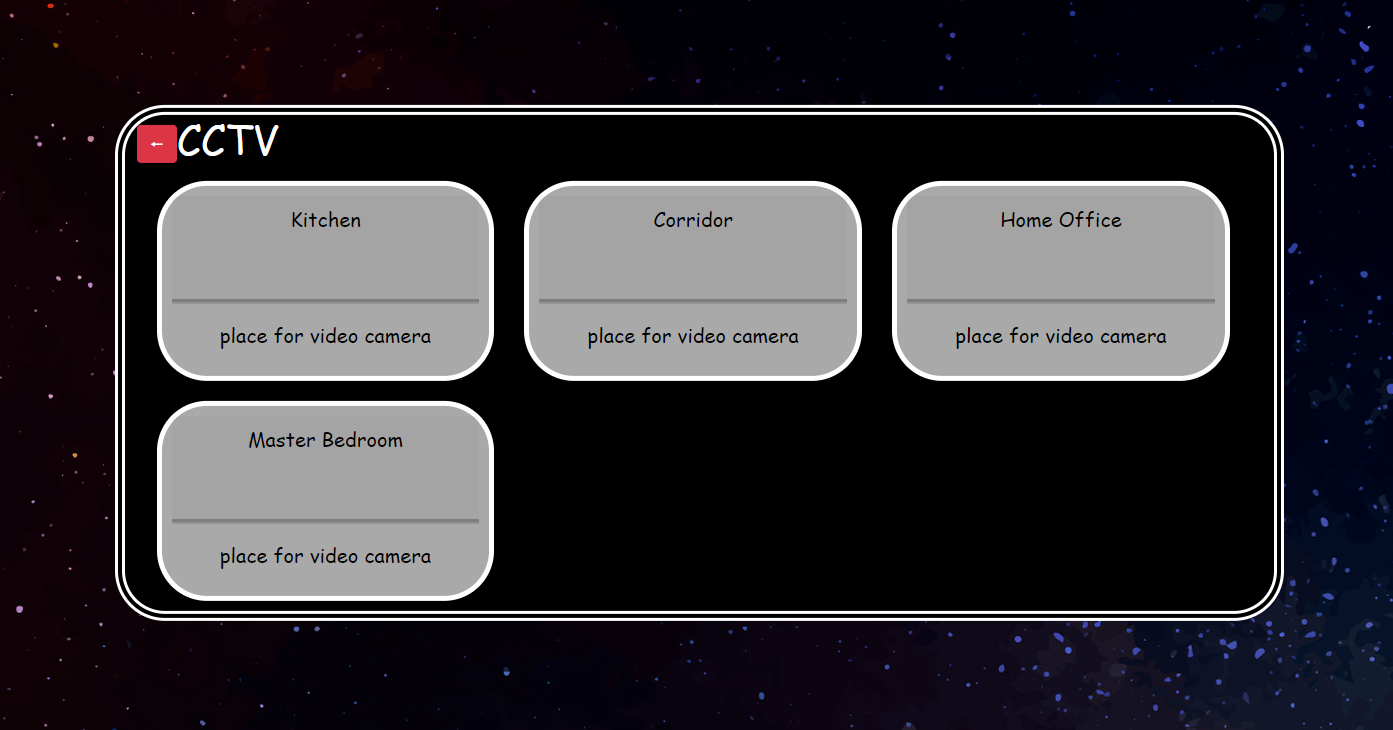 ← CCTV
Kitchen
place for video camera
Corridor
place for video camera
Home Office
place for video camera
Master Bedroom
place for video camera